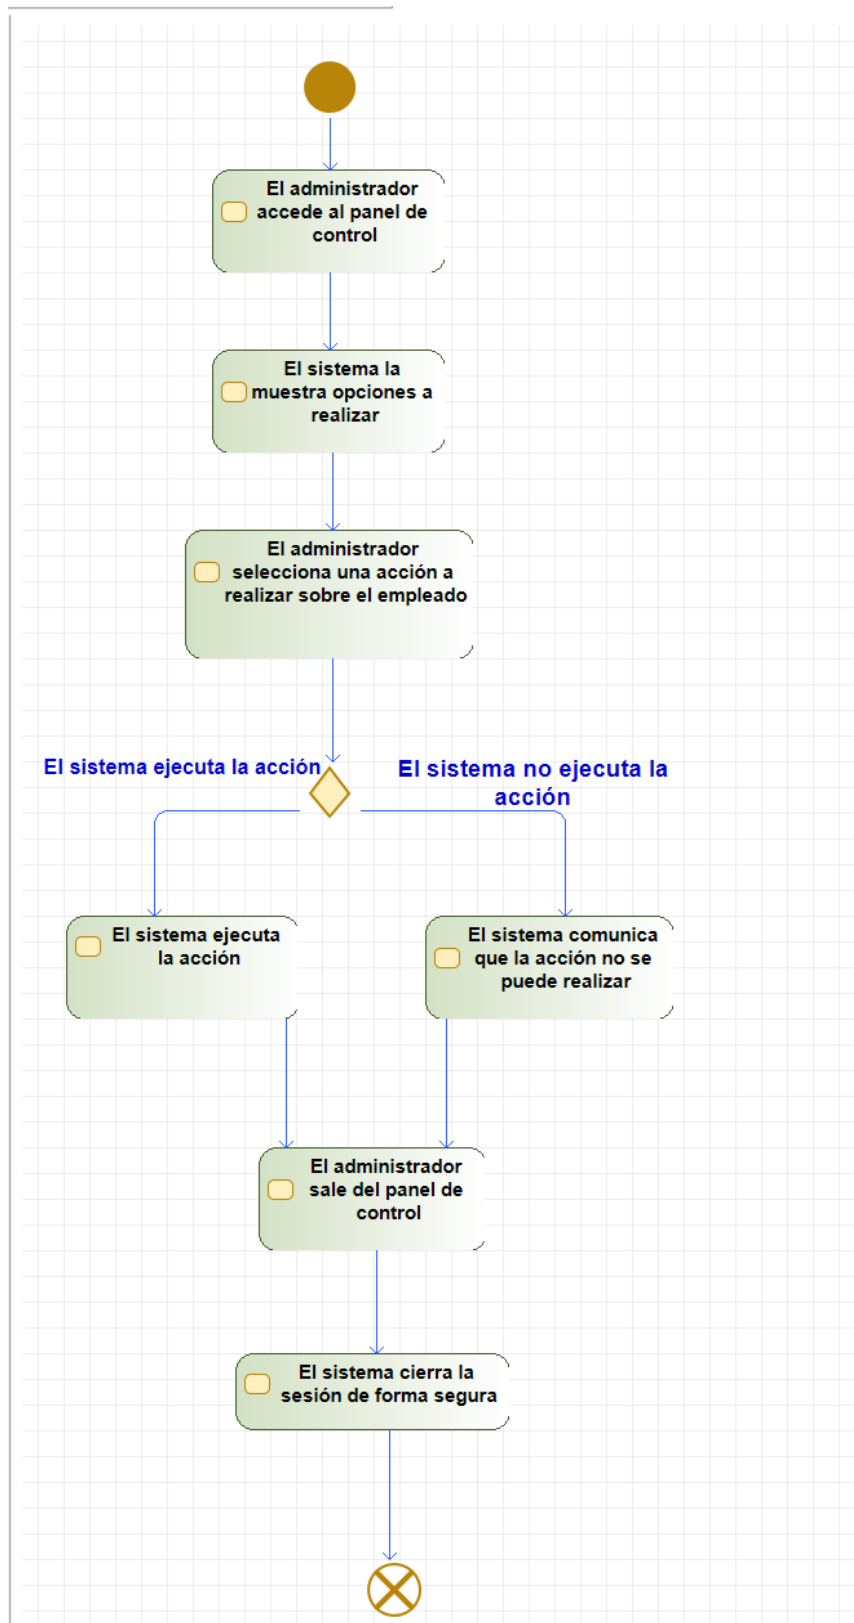 El administrador
accede al panel de
control
El sistema la
muestra opciones a
realizar
El administrador
selecciona una acción a
realizar sobre el empleado
El sistema ejecuta la acción
El sistema no ejecuta la
acción
El sistema ejecuta
la acción
El sistema comunica
que la acción no se
puede realizar
El administrador
sale del panel de
control
El sistema cierra la
sesión de forma segura